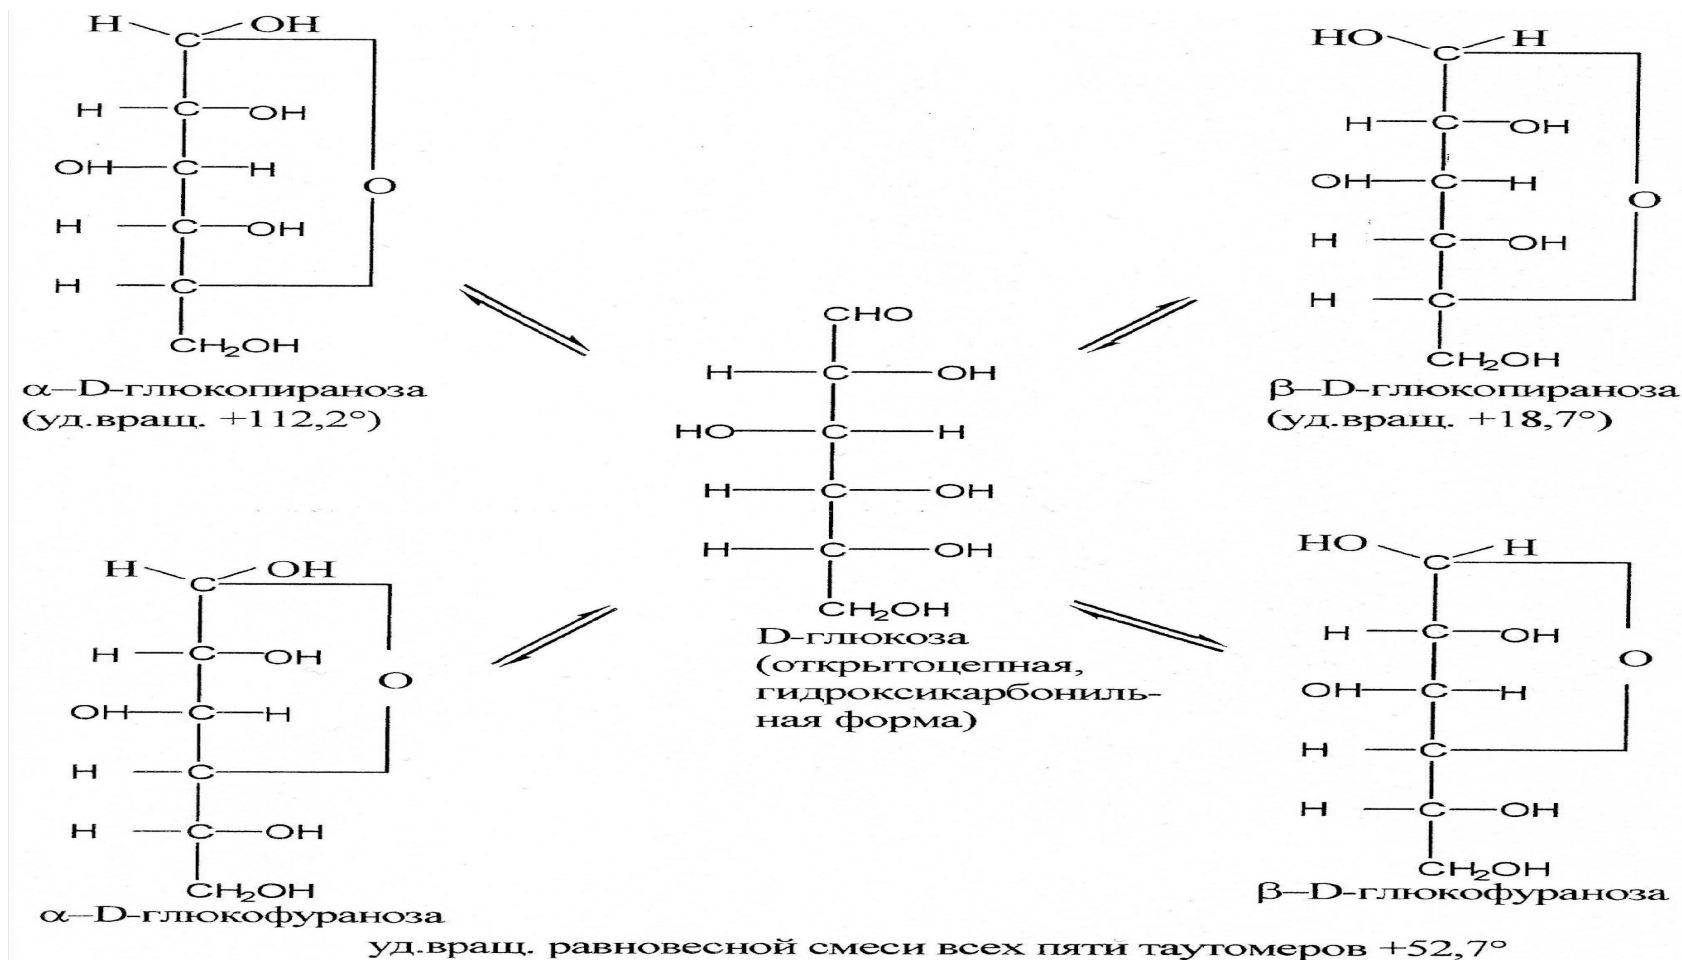 H OH
C
H C OH
OH C H
O
H C OH
H C
CH₂OH
α–D-глюкопираноза
(уд.вращ. +112,2°)
HO H
C
H C OH
OH C H
O
H C OH
H C
CH₂OH
β–D-глюкопираноза
(уд.вращ. +18,7°)
CHO
H C OH
HO C H
H C OH
H C OH
CH₂OH
D-глюкоза
(открытоцепная,
гидроксикарбониль-
ная форма)
H OH
C
H C OH
O
OH C H
H C
H C OH
CH₂OH
α–D-глюкофураноза
HO H
C
H C OH
O
OH C H
H C
H C OH
CH₂OH
β–D-глюкофураноза
уд.вращ. равновесной смеси всех пяти таутомеров +52,7°